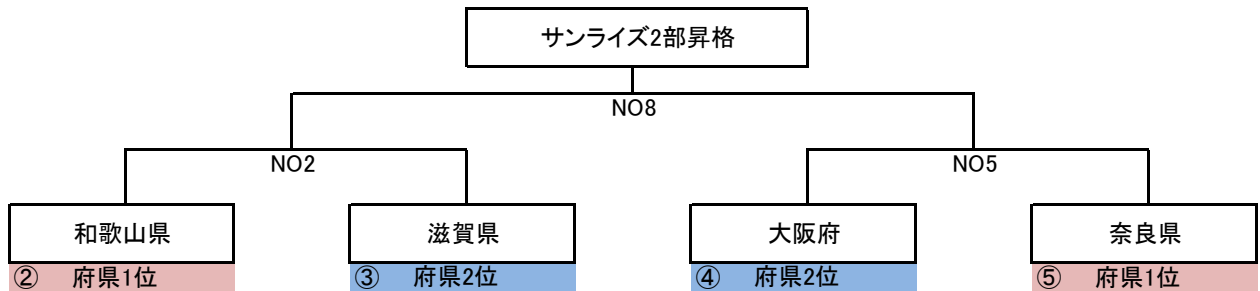 サンライズ2部昇格
NO8
NO2
NO5
和歌山県
滋賀県
大阪府
奈良県
② 府県1位
③ 府県2位
④ 府県2位
⑤ 府県1位